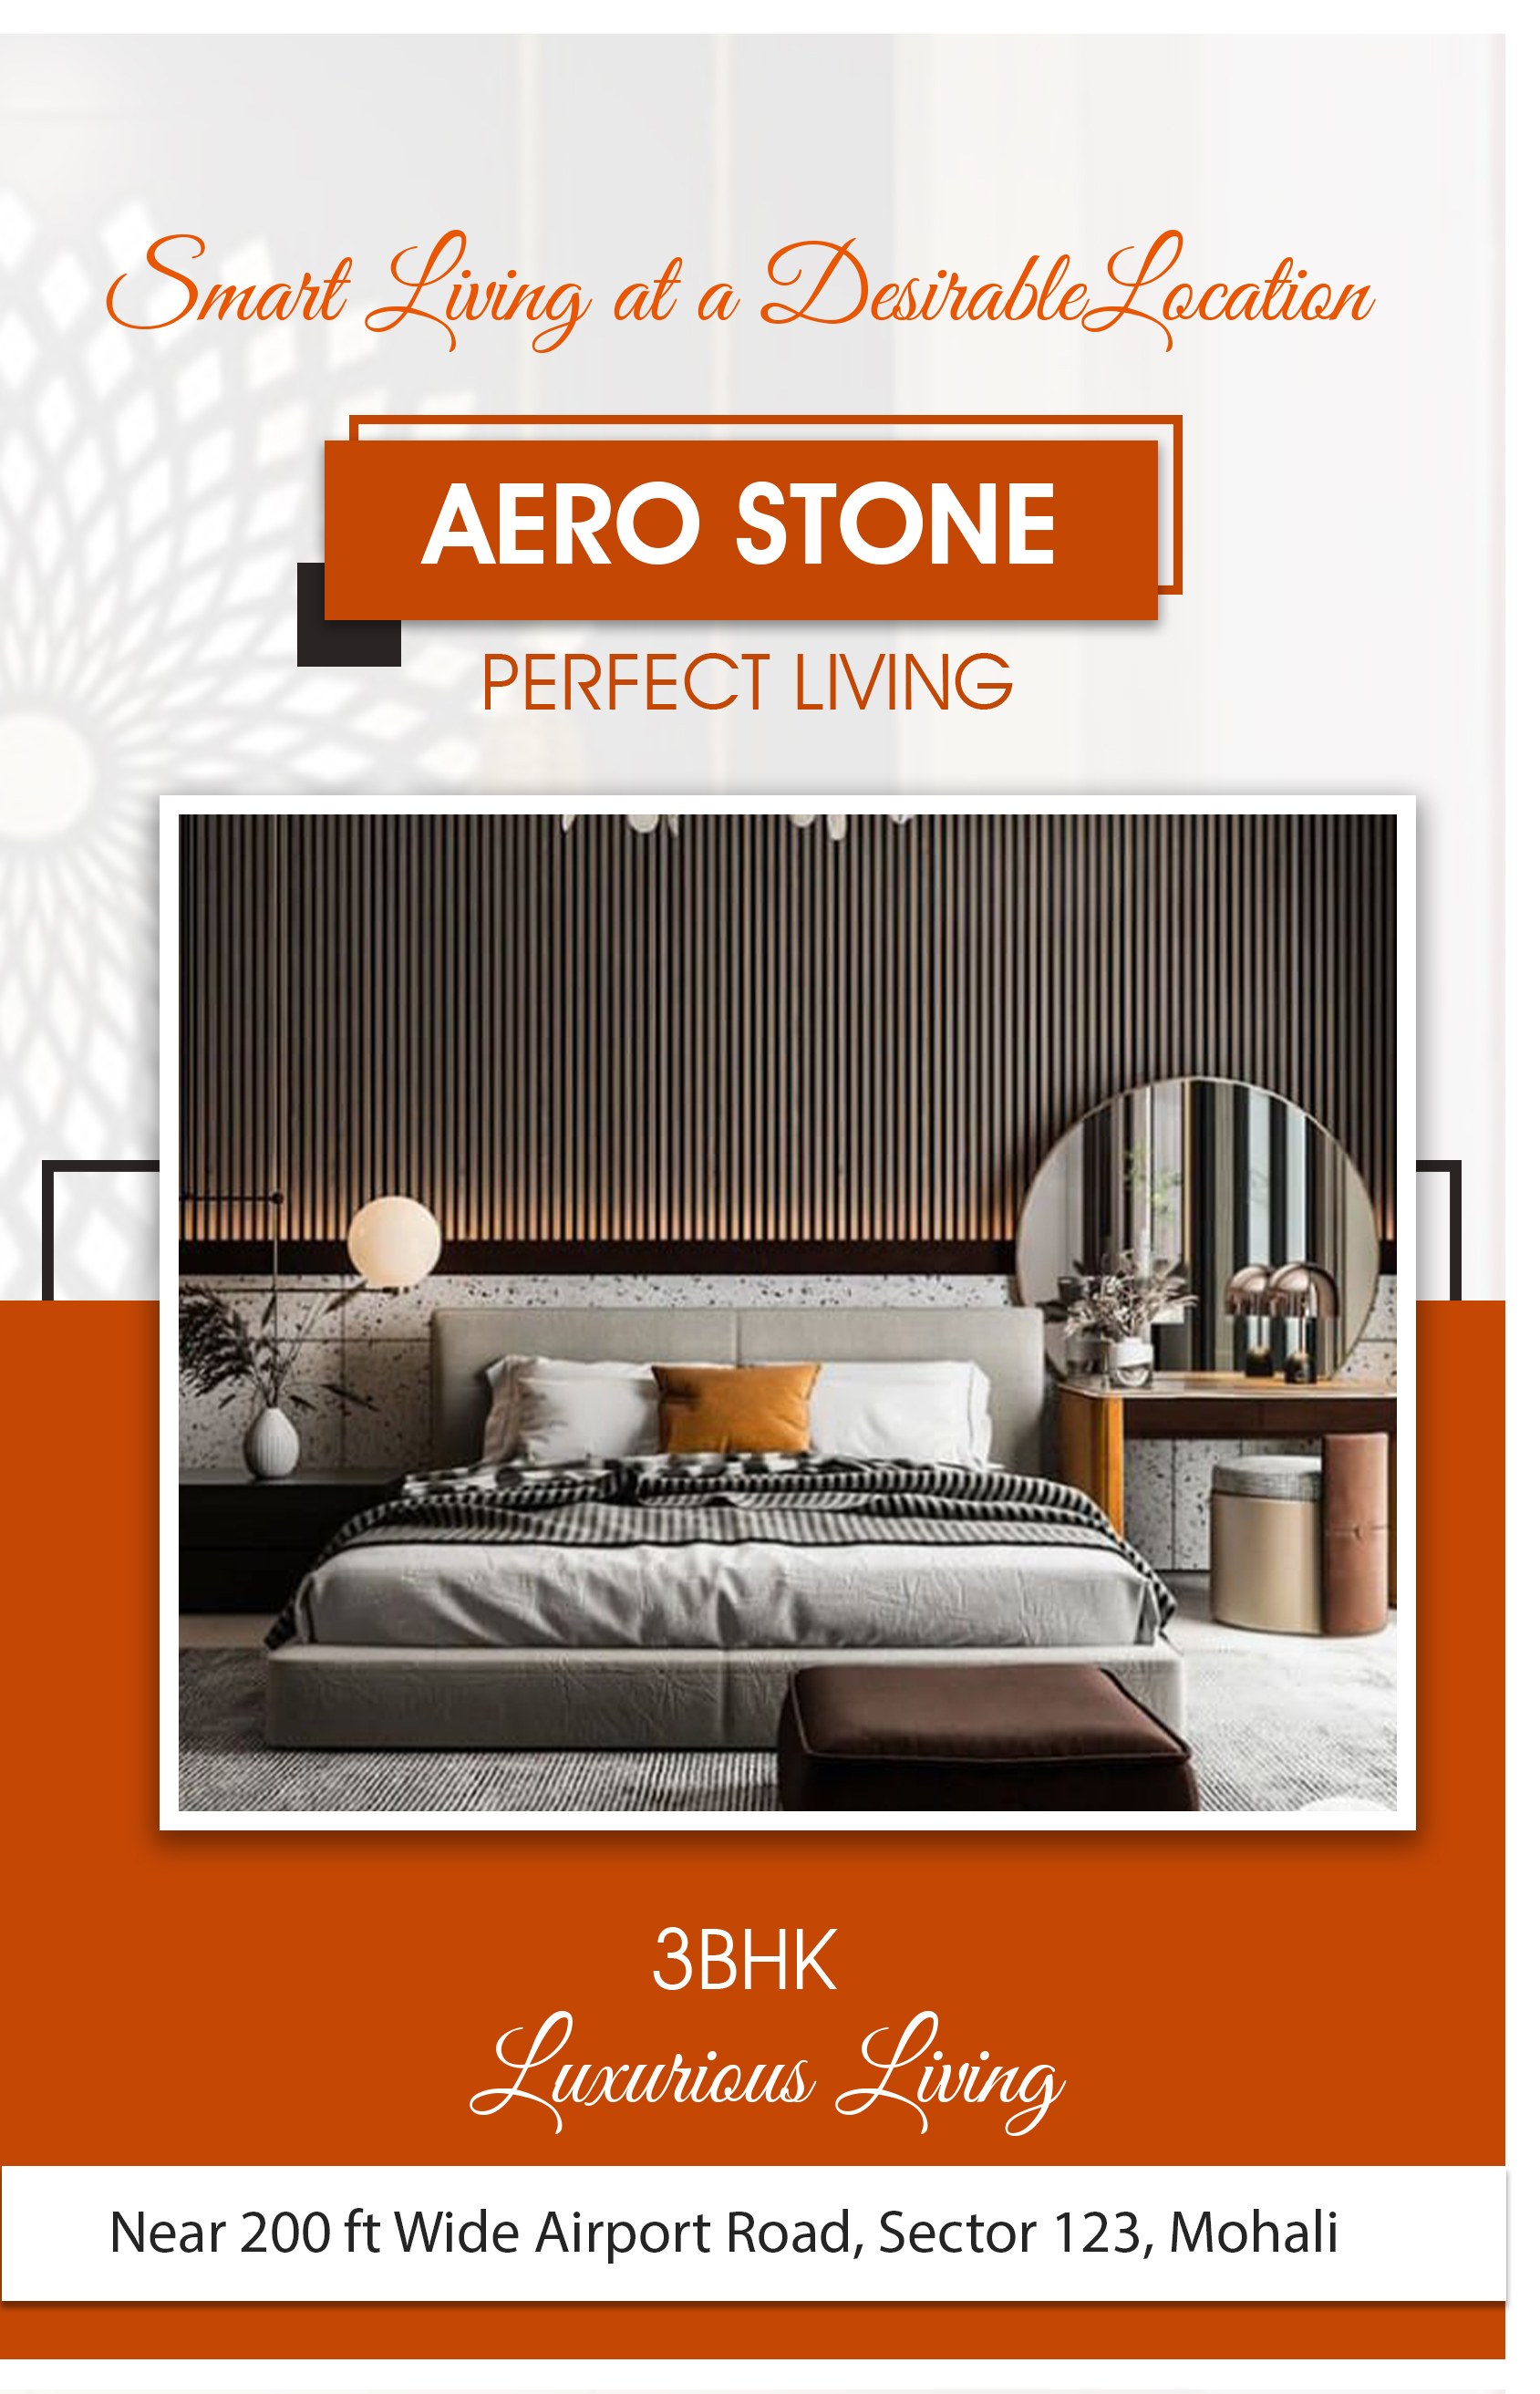 Smart Living at a DesirableLocation
AERO STONE
PERFECT LIVING
3BHK
Luxurious Living
Near 200 ft Wide Airport Road, Sector 123, Mohali